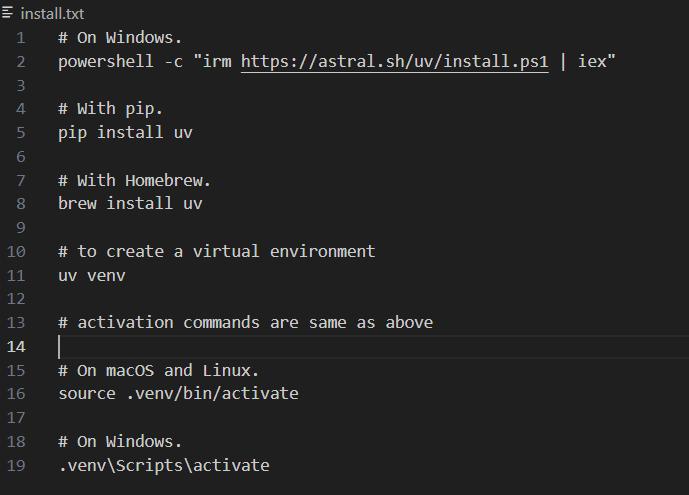 install.txt
1 # On Windows.
2 powershell -c "irm https://astral.sh/uv/install.ps1 | iex"
3
4 # With pip.
5 pip install uv
6
7 # With Homebrew.
8 brew install uv
9
10 # to create a virtual environment
11 uv venv
12
13 # activation commands are same as above
14
15 # On macOS and Linux.
16 source .venv/bin/activate
17
18 # On Windows.
19 .venv\Scripts\activate